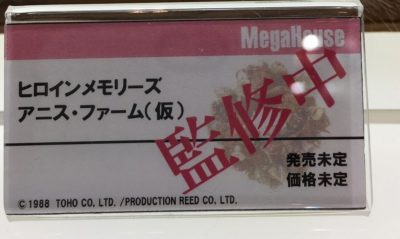 MegaHouse
ヒロインメモリーズ
アニス・ファーム(仮)
監修中
発売未定
価格未定
©1988 TOHO CO, LTD. /PRODUCTION REED CO, LTD.